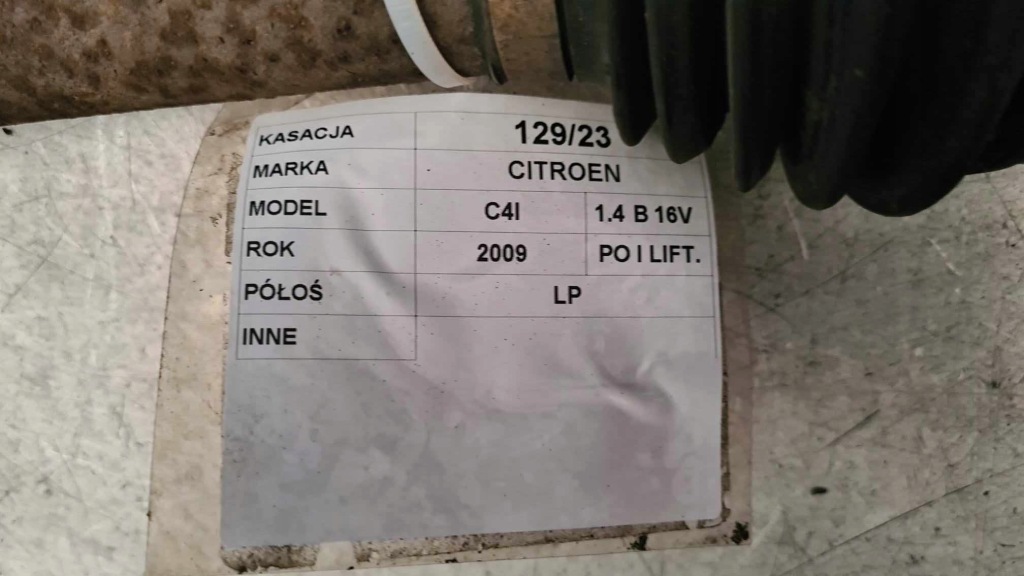 KASACJA 129/23
MARKA CITROEN
MODEL C4I 1.4 B 16V
ROK 2009 PO I LIFT.
PÓŁOŚ LP
INNE